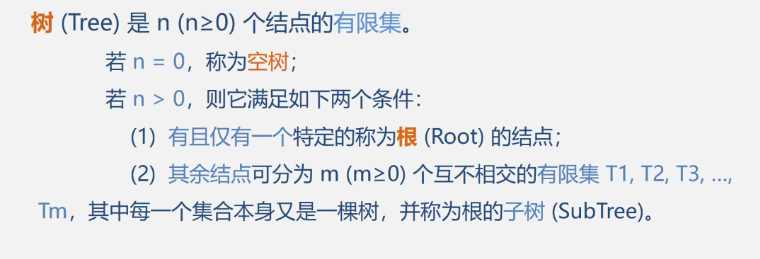 树 (Tree) 是 n (n≥0) 个结点的有限集。
若 n = 0，称为空树；
若 n > 0，则它满足如下两个条件：
(1) 有且仅有一个特定的称为根 (Root) 的结点；
(2) 其余结点可分为 m (m≥0) 个互不相交的有限集 T1, T2, T3, ...,
Tm，其中每一个集合本身又是一棵树，并称为根的子树 (SubTree)。